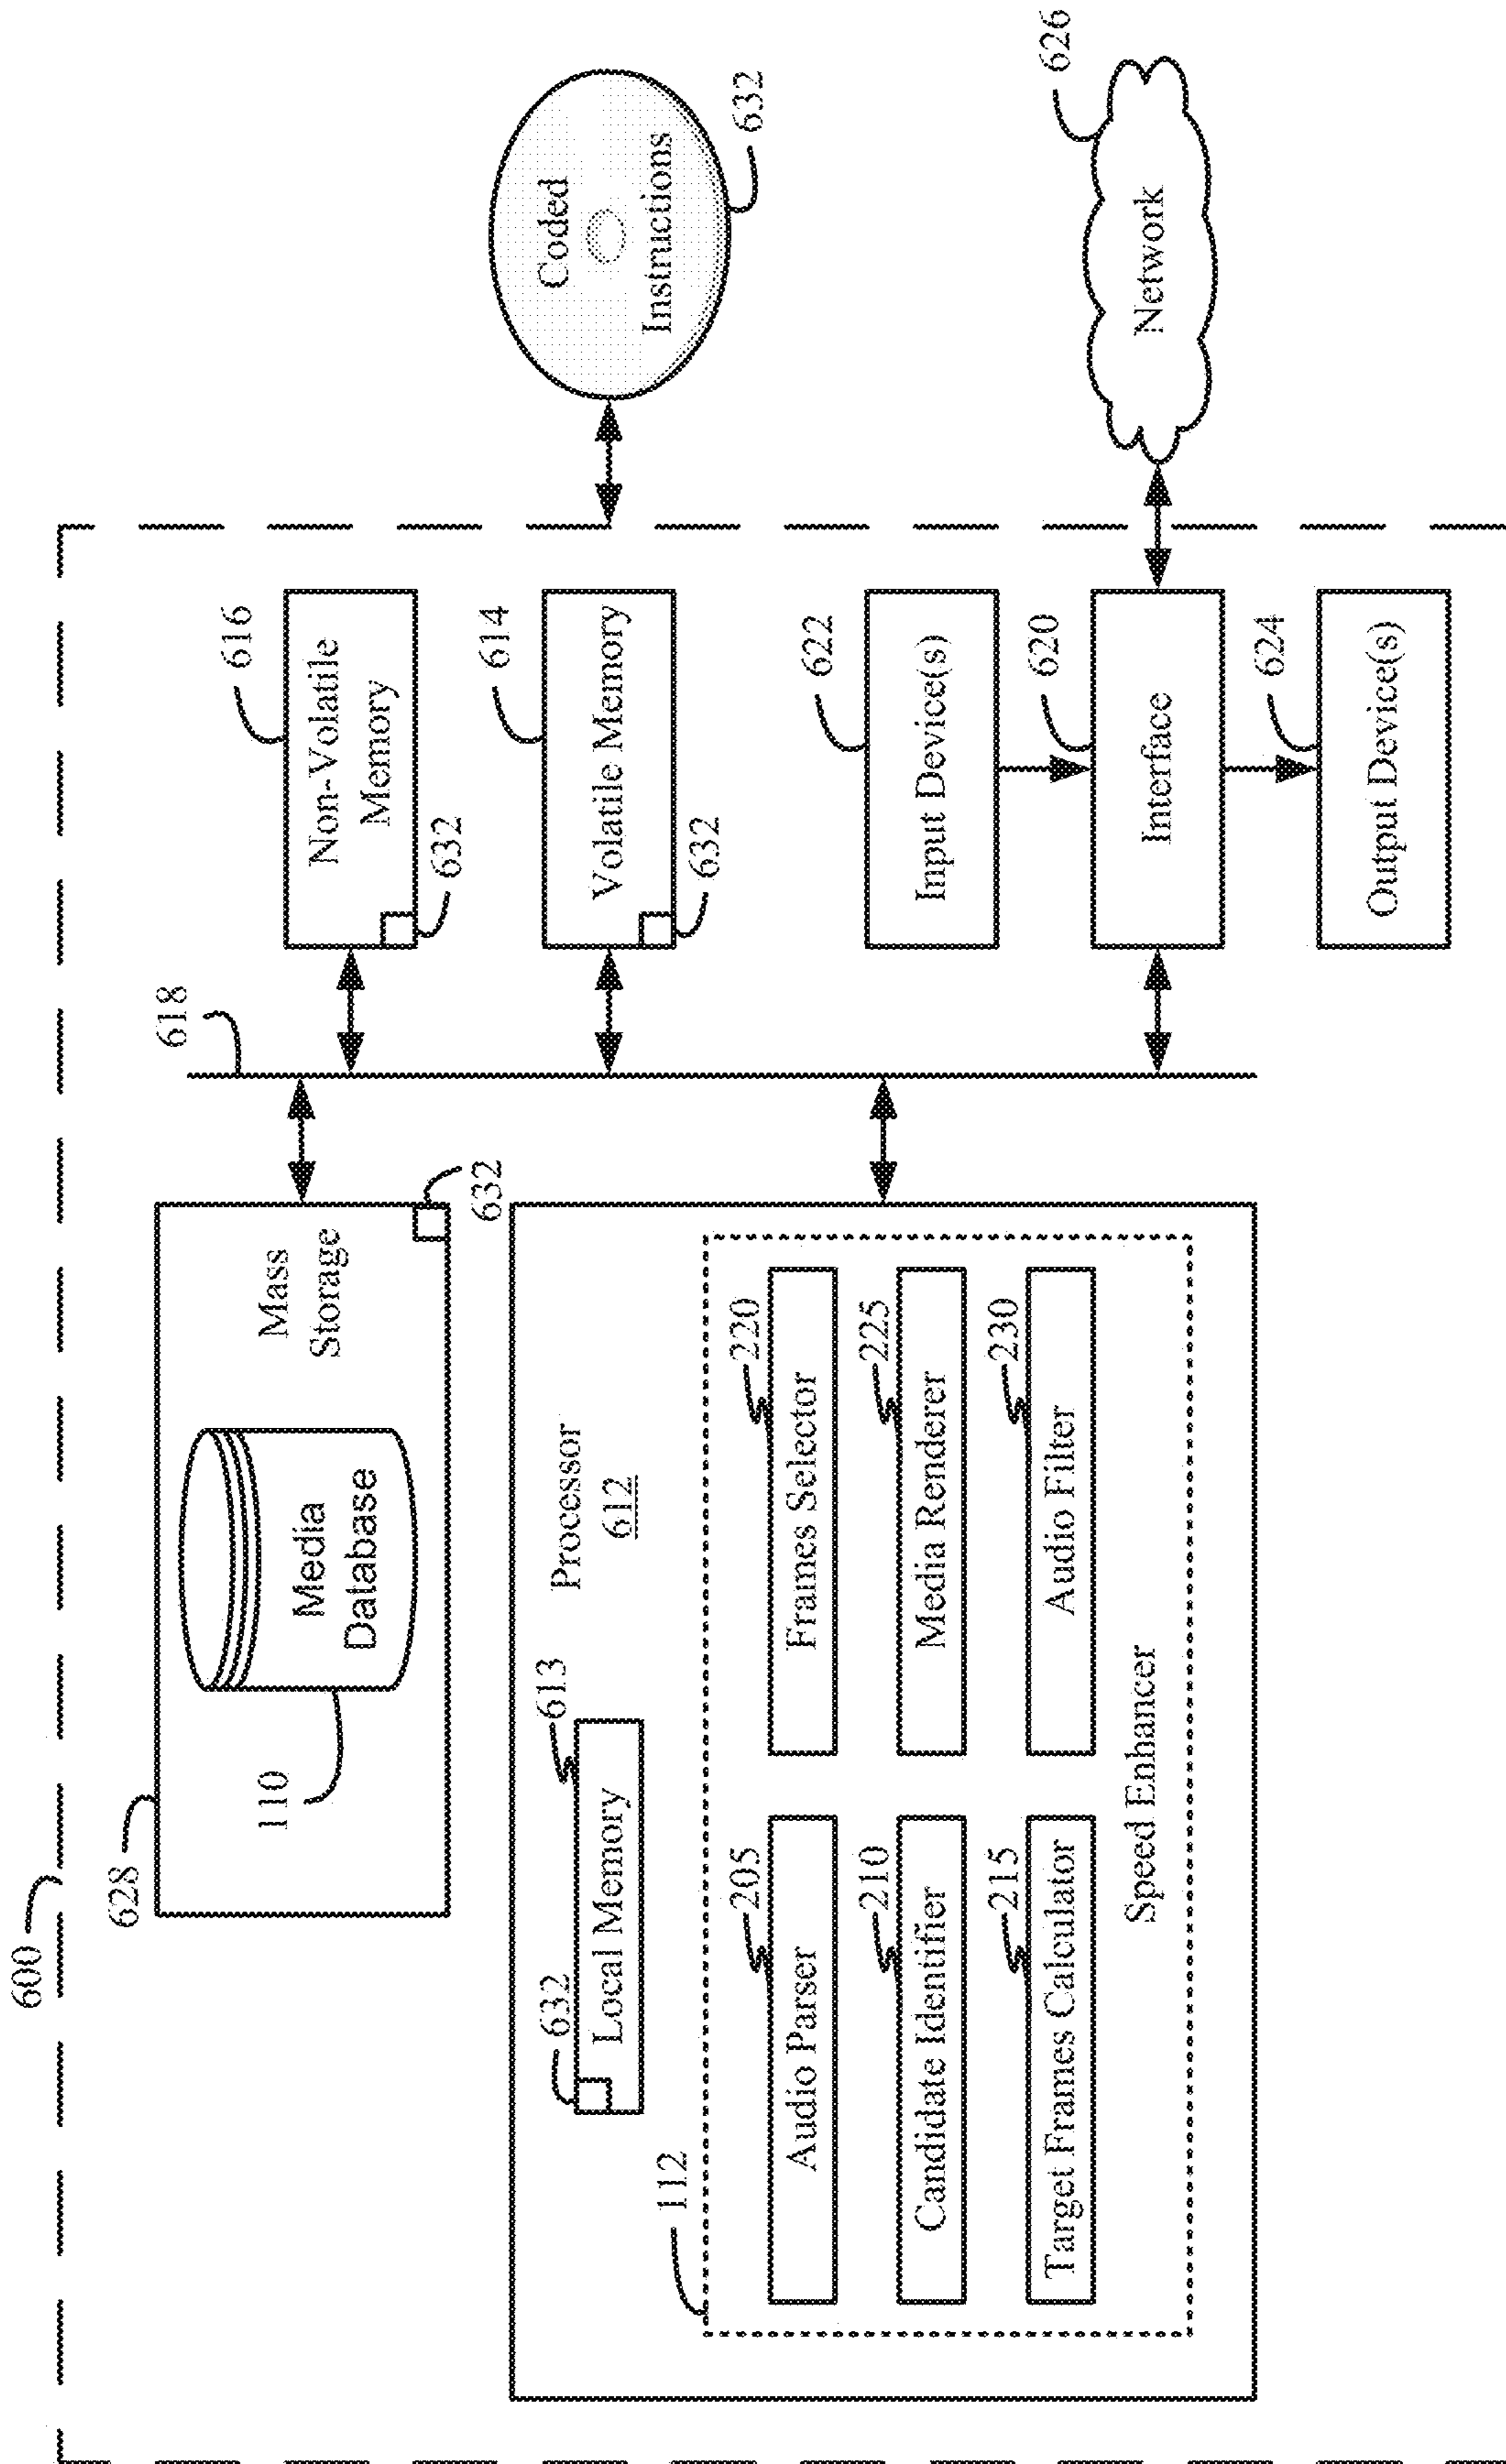 600
628
110
Media
Database
Mass
Storage
632
618
616
Non-Volatile
Memory
632
614
Volatile Memory
632
622
Input Device(s)
620
Interface
624
Output Device(s)
Coded
Instructions
632
626
Network
Processor
612
613
632
Local Memory
112
205
Audio Parser
210
Candidate Identifier
215
Target Frames Calculator
220
Frames Selector
225
Media Renderer
230
Audio Filter
Speed Enhancer